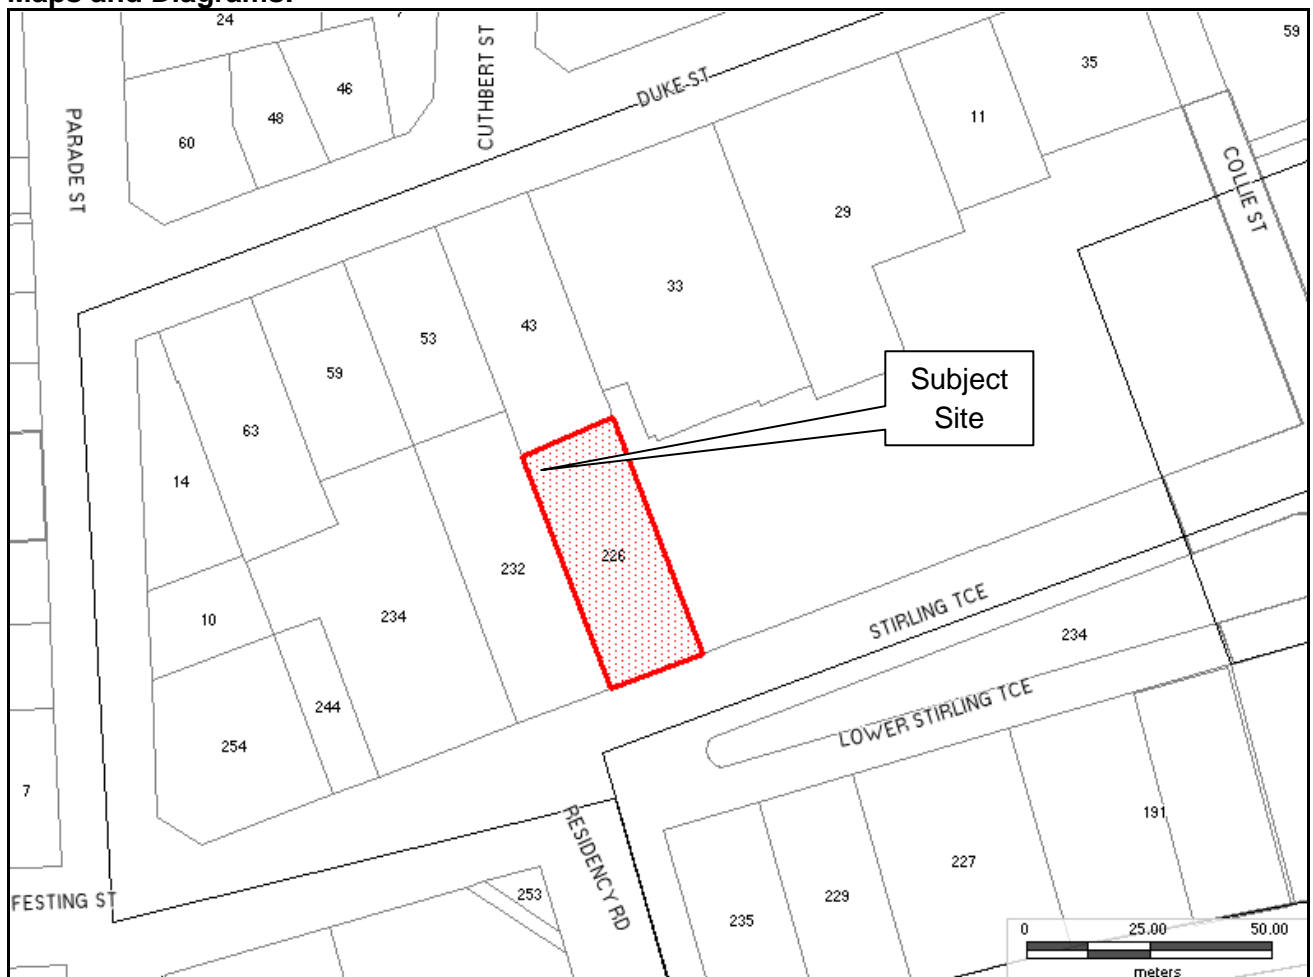 Maps and Diagrams:
24
59
CUTHBERT ST
35
DUKE ST
46
PARADE ST
48
11
60
COLLIE ST
29
33
43
53
59
Subject
Site
63
14
226
232
STIRLING TCE
10
234
234
244
LOWER STIRLING TCE
254
7
191
RESIDENCY RD
227
253
229
FESTING ST
235
0 25.00 50.00
meters